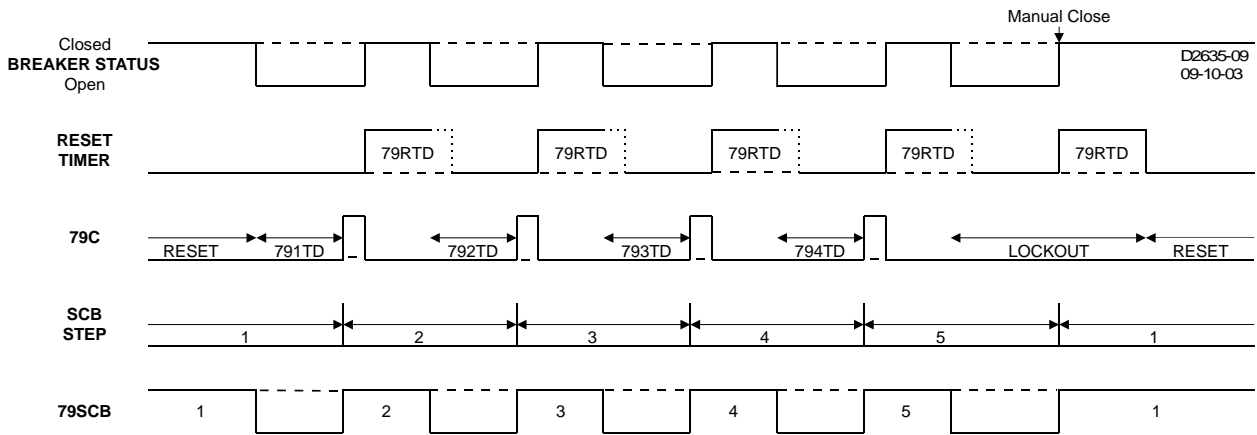 Manual Close
Closed
BREAKER STATUS
Open
D2635-09
09-10-03
RESET
TIMER
79RTD 79RTD 79RTD 79RTD 79RTD
79C
RESET 791TD 792TD 793TD 794TD LOCKOUT RESET
SCB
STEP
1 2 3 4 5 1
79SCB
1 2 3 4 5 1